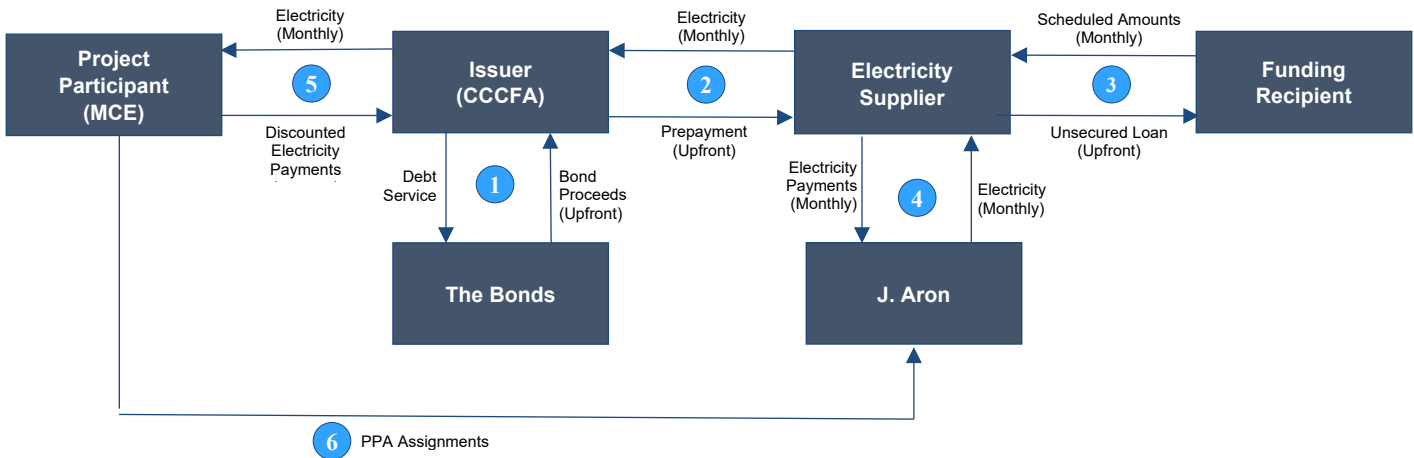 Electricity
(Monthly)
Electricity
(Monthly)
Scheduled Amounts
(Monthly)
Project
Participant
(MCE)
5
Issuer
(CCCFA)
2
Electricity
Supplier
3
Funding
Recipient
Discounted
Electricity
Payments
Prepayment
(Upfront)
Unsecured Loan
(Upfront)
Debt
Service
1
Bond
Proceeds
(Upfront)
Electricity
Payments
(Monthly)
4
Electricity
(Monthly)
The Bonds
J. Aron
6
PPA Assignments